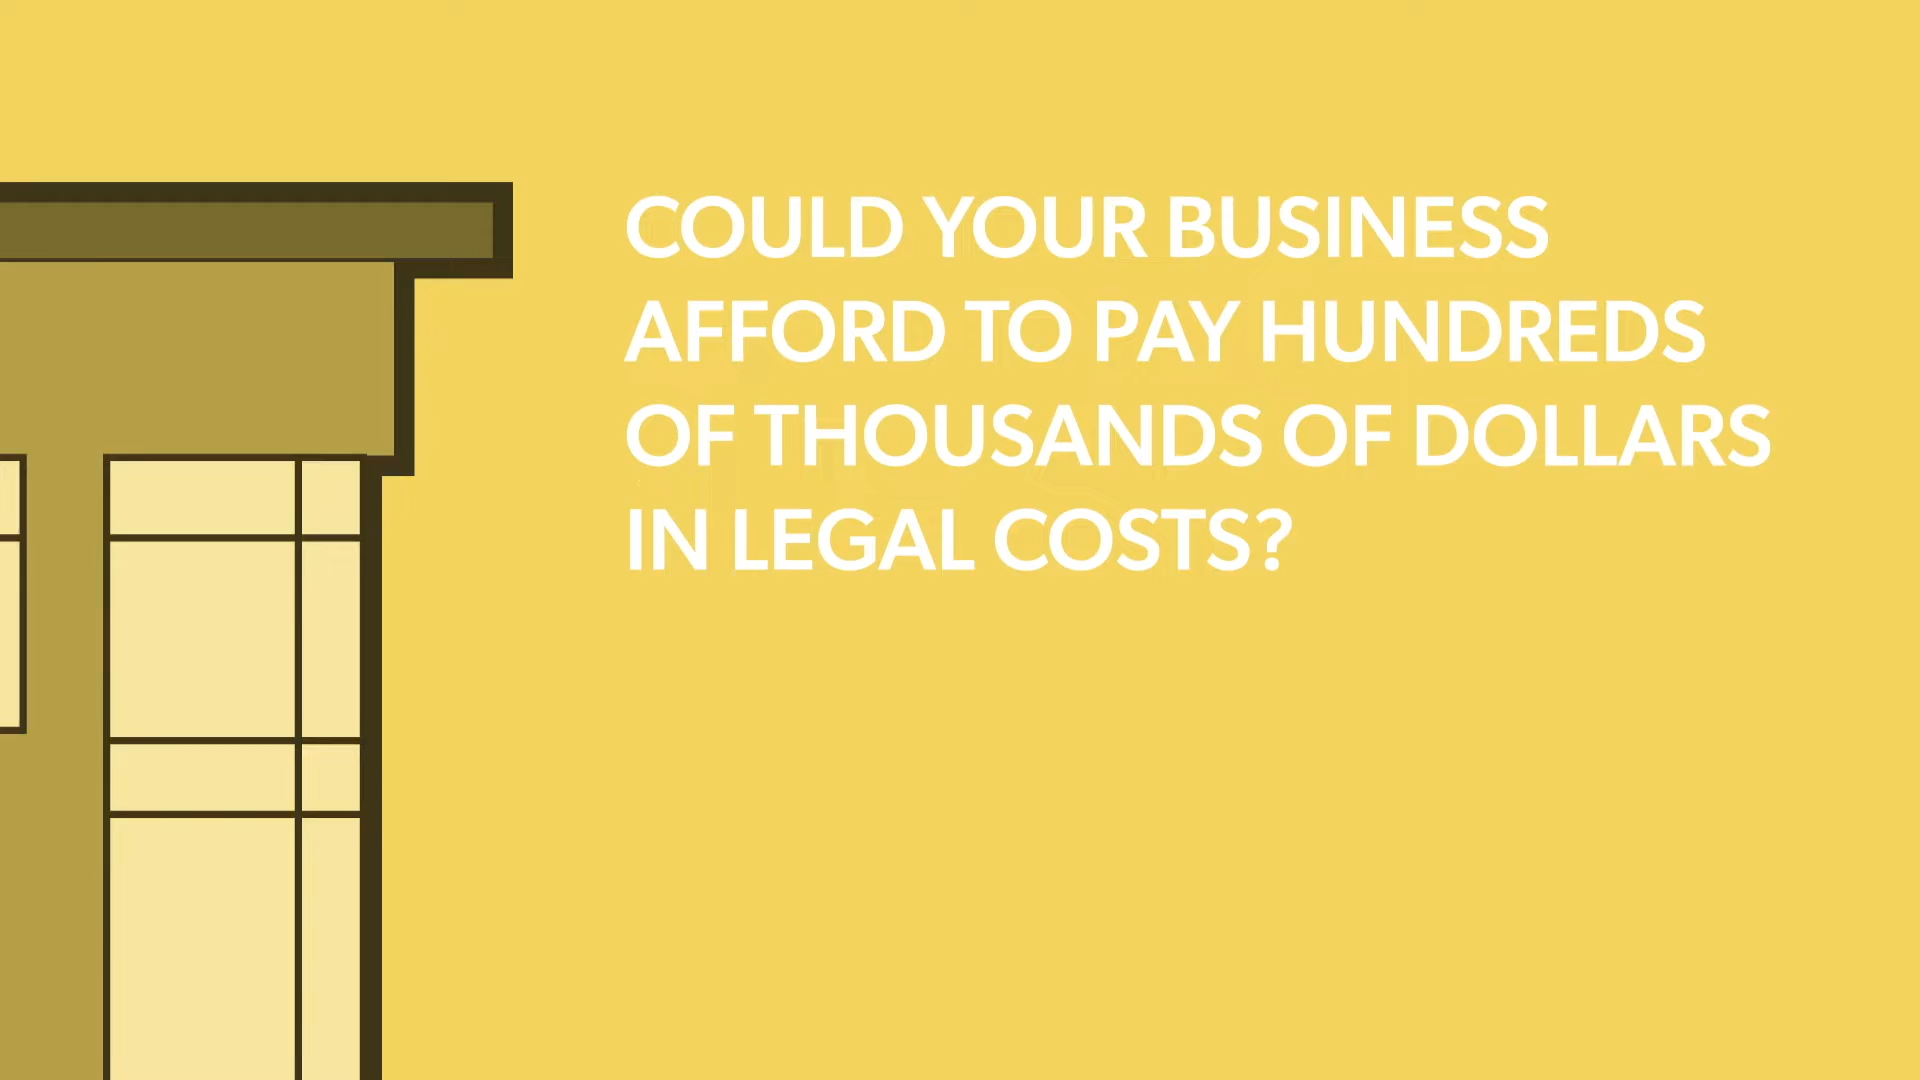 COULD YOUR BUSINESS
AFFORD TO PAY HUNDREDS
OF THOUSANDS OF DOLLARS
IN LEGAL COSTS?